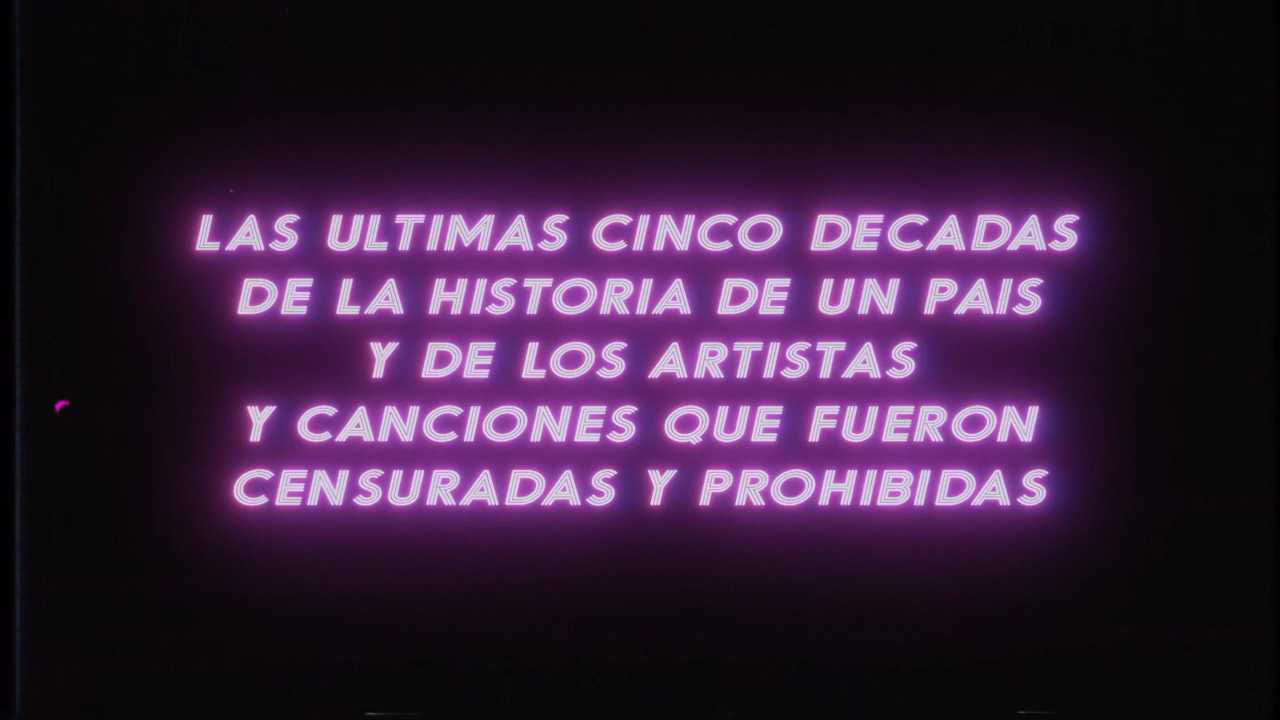 LAS ULTIMAS CINCO DECADAS
DE LA HISTORIA DE UN PAIS
Y DE LOS ARTISTAS
Y CANCIONES QUE FUERON
CENSURADAS Y PROHIBIDAS